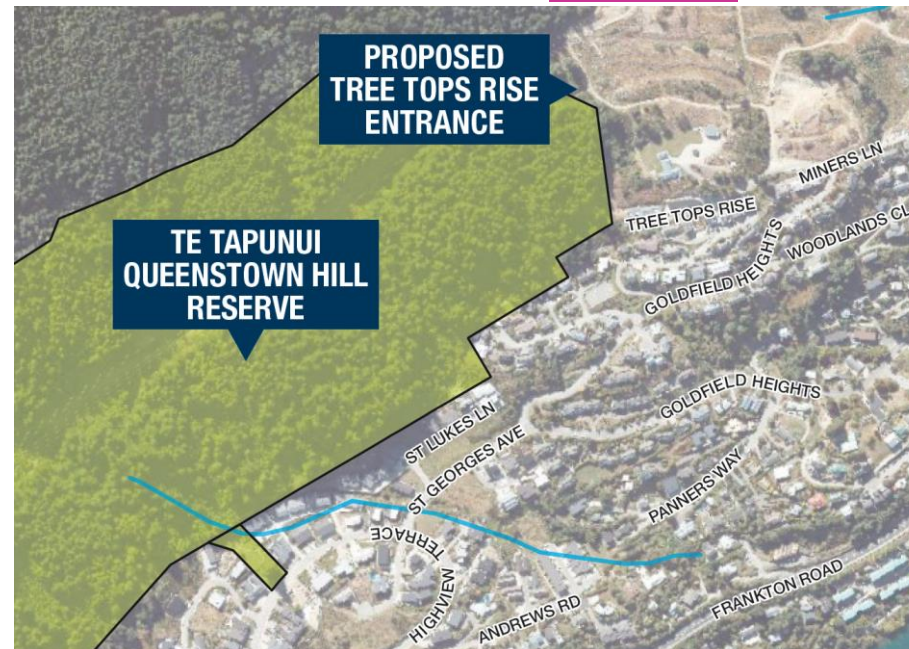 PROPOSED
TREE TOPS RISE
ENTRANCE
MINERS LN
TREE TOPS RISE
WOODLANDS CL
GOLDFIELD HEIGHTS
TE TAPUNUI
QUEENSTOWN HILL
RESERVE
GOLDFIELD HEIGHTS
ST LUKES LN
ST GEORGES AVE
PANNERS WAY
HIGHVIEW TERRACE
ANDREWS RD
FRANKTON ROAD